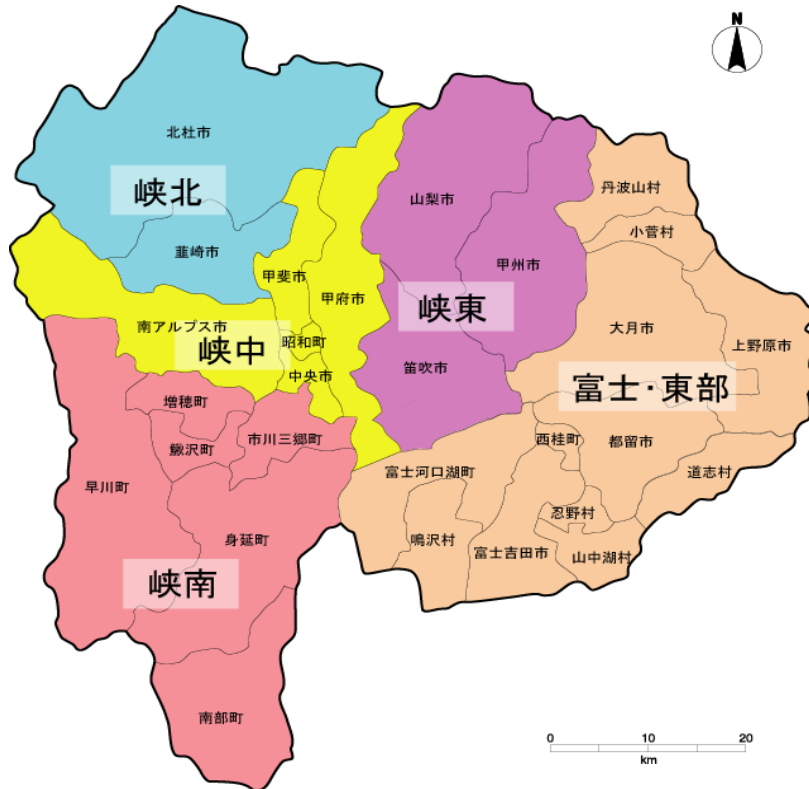 N
北杜市
峡北
韮崎市
山梨市
甲州市
丹波山村
小菅村
甲斐市
甲府市
峡東
南アルプス市
峡中
昭和町
中央市
笛吹市
大月市
上野原市
富士・東部
増穂町
鰍沢町
市川三郷町
早川町
身延町
峡南
南部町
富士河口湖町
西桂町
都留市
道志村
鳴沢村
富士吉田市
忍野村
山中湖村
0 10 20
km